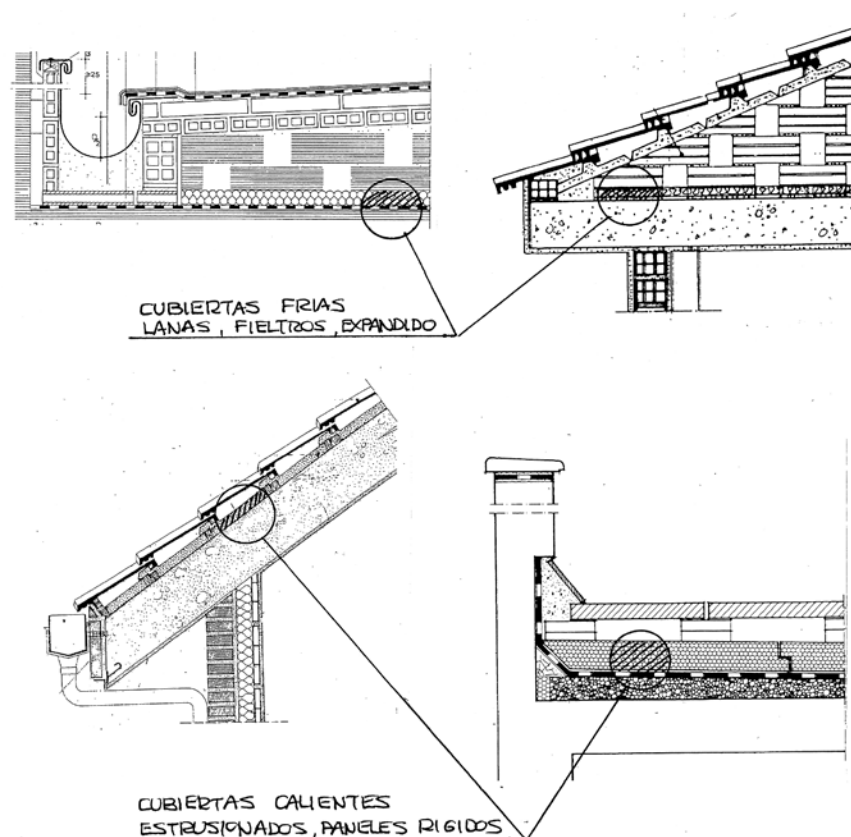 CUBIERTAS FRIAS
LANAS, FIELTROS, EXPANDIDO
CUBIERTAS CALIENTES
ESTRUSIONADOS, PANELES RIGIDOS